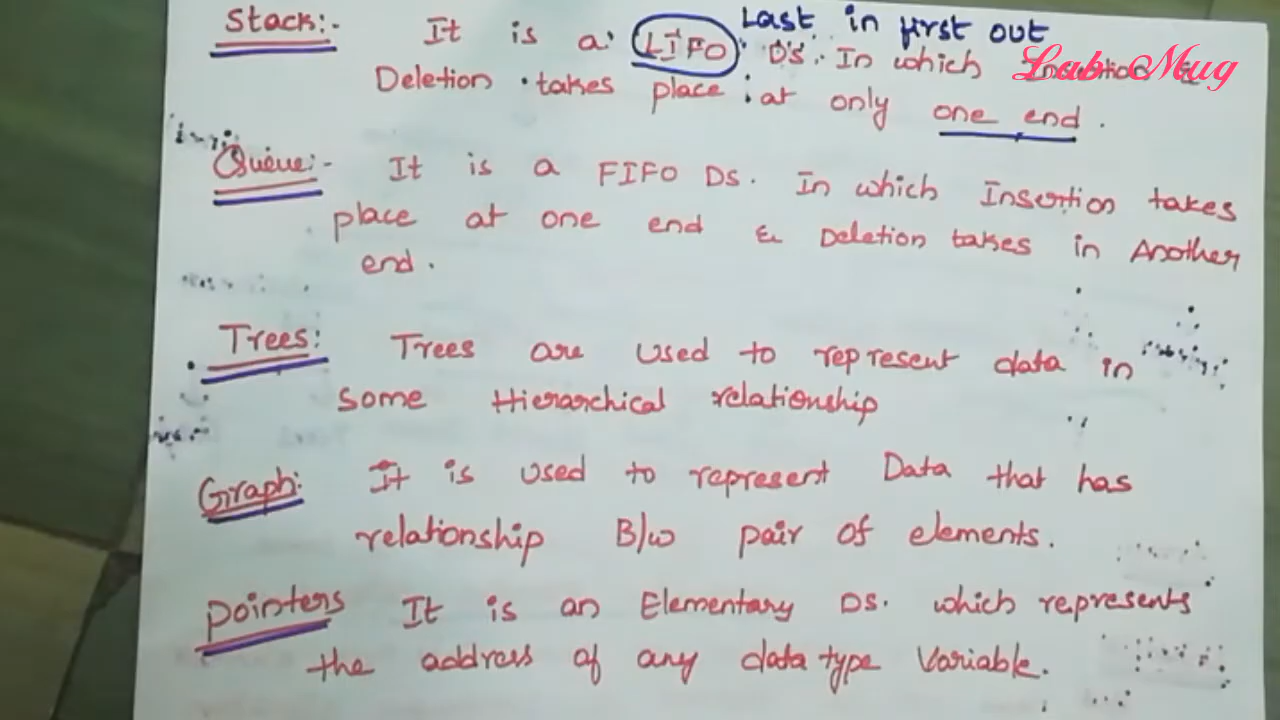 Stack:- It is a LIFO Last in first out DS. In which
Lab Mug
Deletion takes place at only one end.
Queue:- It is a FIFO DS. In which Insertion takes
place at one end & Deletion takes in Another
end.
Trees: Trees are used to represent data in
some Hierarchical relationship
Graph: It is used to represent Data that has
relationship B/w pair of elements.
Pointers It is an Elementary DS. which represents
the address of any data type Variable.